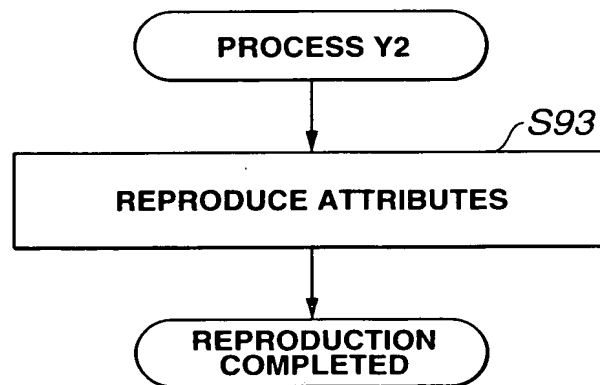 PROCESS Y2
S93
REPRODUCE ATTRIBUTES
REPRODUCTION
COMPLETED